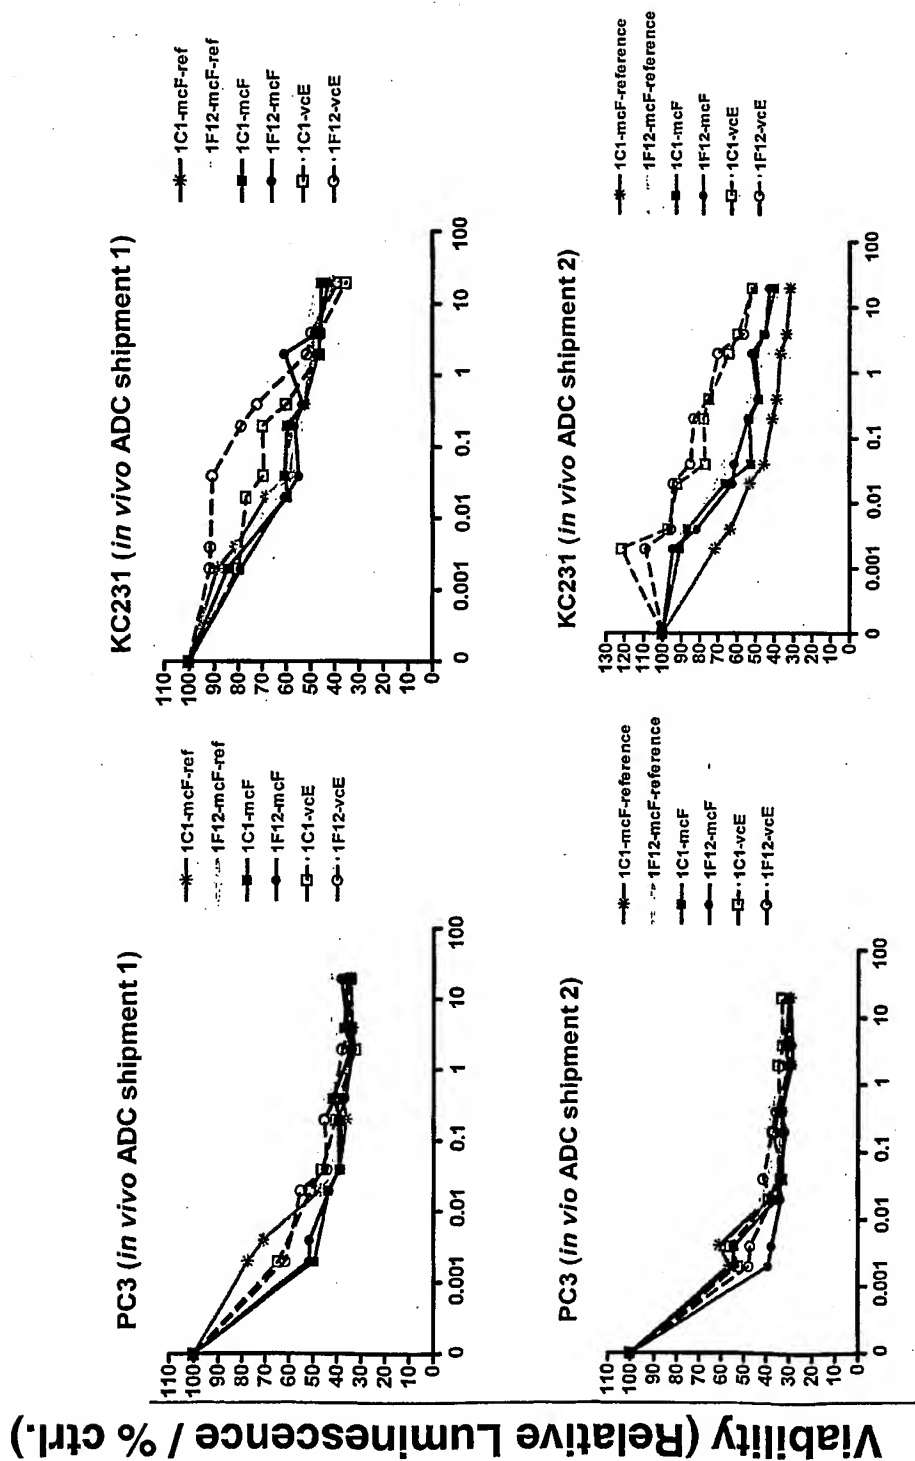 Viability (Relative Luminescence / % ctrl.)
PC3 (in vivo ADC shipment 1)
110
100
90
80
70
60
50
40
30
20
10
0
0 0.001 0.01 0.1 1 10 100
1C1-mcF-ref
1F12-mcF-ref
1C1-mcF
1F12-mcF
1C1-vcE
1F12-vcE
KC231 (in vivo ADC shipment 1)
110
100
90
80
70
60
50
40
30
20
10
0
0 0.001 0.01 0.1 1 10 100
1C1-mcF-ref
1F12-mcF-ref
1C1-mcF
1F12-mcF
1C1-vcE
1F12-vcE
PC3 (in vio ADC shipment 2)
100
90
80
70
60
50
40
30
20
10
0
0 0.001 0.01 0.1 1 10 100
1C1-mcF-reference
1F12-mcF-reference
1C1-mcF
1F12-mcF
1C1-vcE
1F12-vcE
KC231 (in vivo ADC shipment 2)
130
120
110
100
90
80
70
60
50
40
30
20
10
0
0 0.001 0.01 0.1 1 10 100
1C1-mcF-reference
1F12-mcF-reference
1C1-mcF
1F12-mcF
1C1-vcE
1F12-vcE